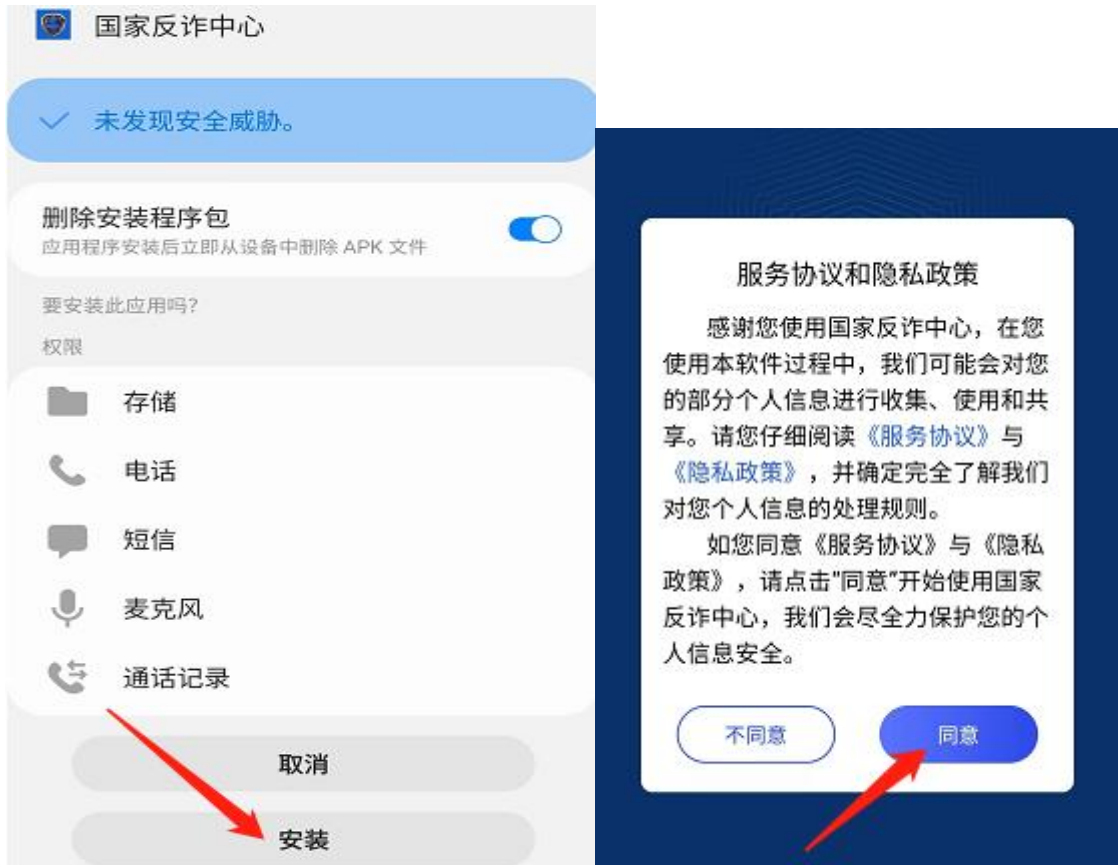 国家反诈中心
未发现安全威胁。
删除安装程序包
应用程序安装后立即从设备中删除 APK 文件
要安装此应用吗?
权限
存储
电话
短信
麦克风
通话记录
取消
安装
服务协议和隐私政策
感谢您使用国家反诈中心，在您
使用本软件过程中，我们可能会对您
的部分个人信息进行收集、使用和共
享。请您仔细阅读《服务协议》与
《隐私政策》，并确定完全了解我们
对您个人信息的处理规则。
如您同意《服务协议》与《隐私
政策》，请点击"同意"开始使用国家
反诈中心，我们会尽全力保护您的个
人信息安全。
不同意
同意